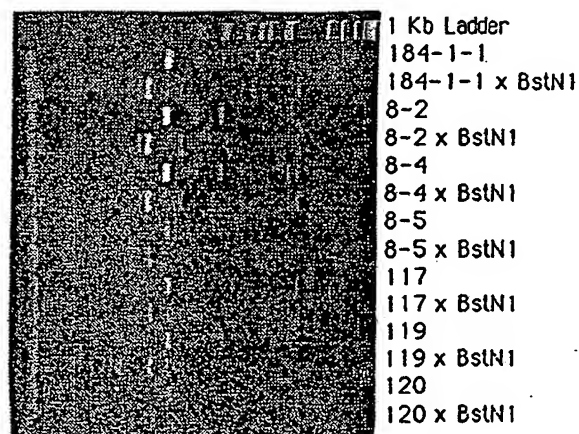 1 Kb Ladder
184-1-1
184-1-1 x BstN1
8-2
8-2 x BstN1
8-4
8-4 x BstN1
8-5
8-5 x BstN1
117
117 x BstN1
119
119 x BstN1
120
120 x BstN1